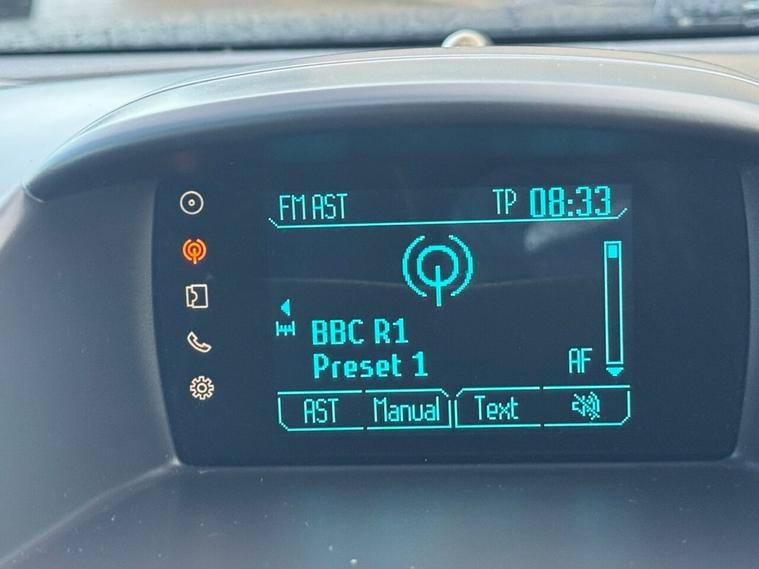 FM AST TP 08:33
BBC R1
Preset 1 AF
AST Manual Text